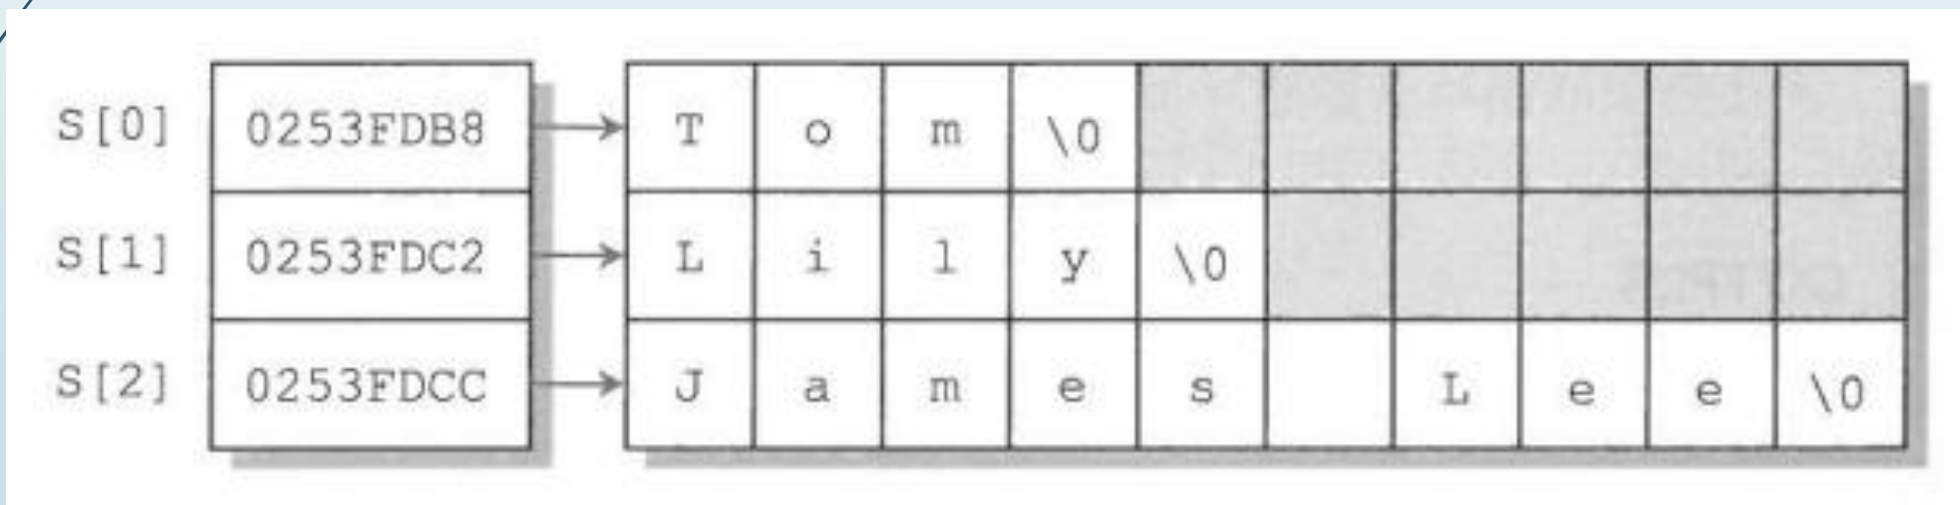 S[0] 0253FDB8 T o m \0
S[1] 0253FDC2 L i l y \0
S[2] 0253FDCC J a m e s L e e \0